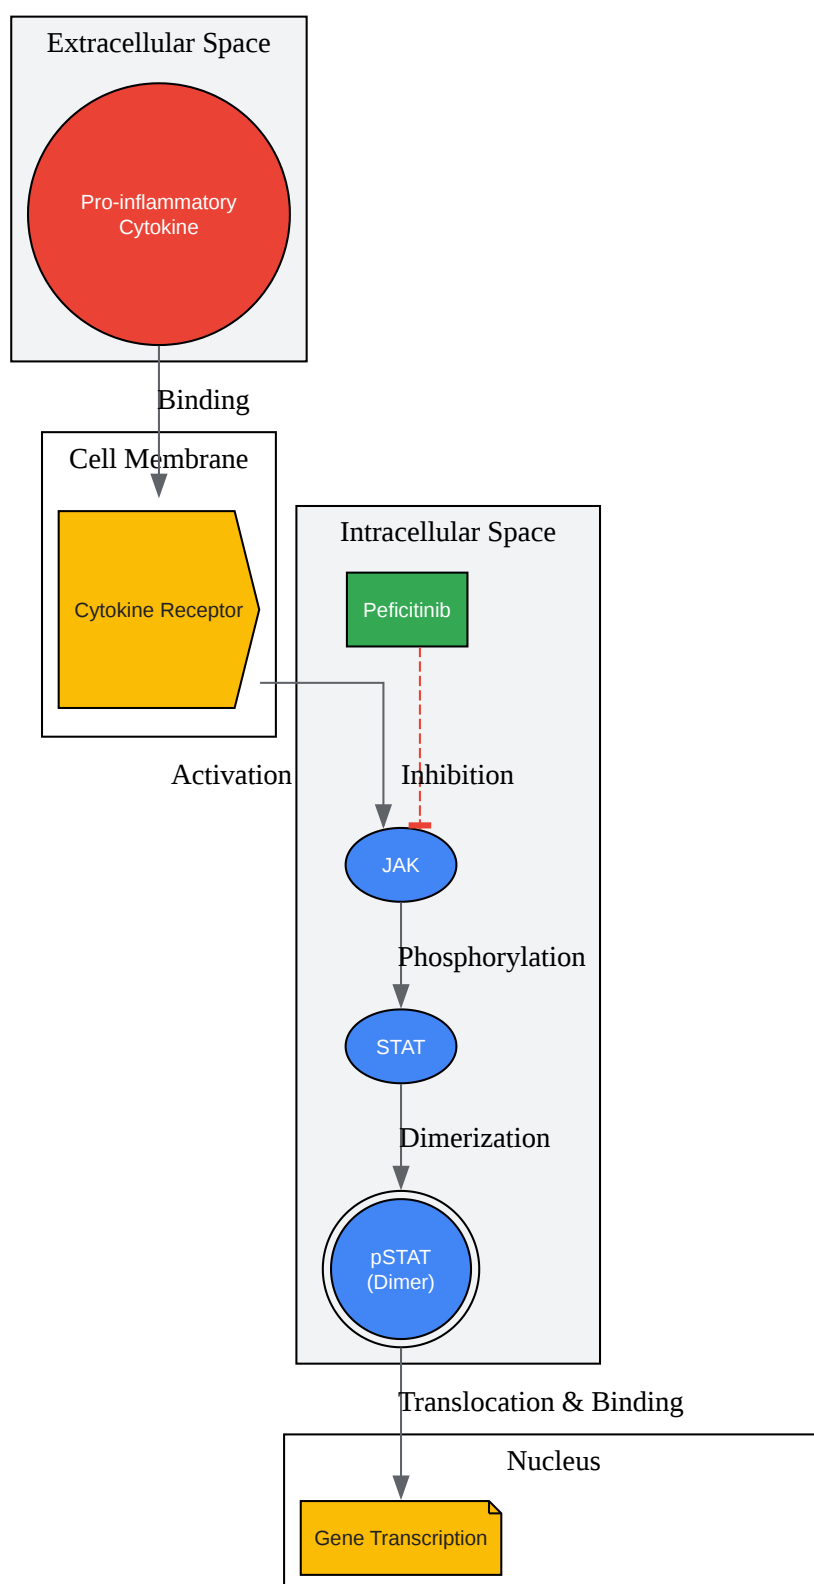 Extracellular Space
Pro-inflammatory
Cytokine
Binding
Cell Membrane
Cytokine Receptor
Intracellular Space
Peficitinib
Activation
Inhibition
JAK
Phosphorylation
STAT
Dimerization
pSTAT
(Dimer)
Translocation & Binding
Nucleus
Gene Transcription